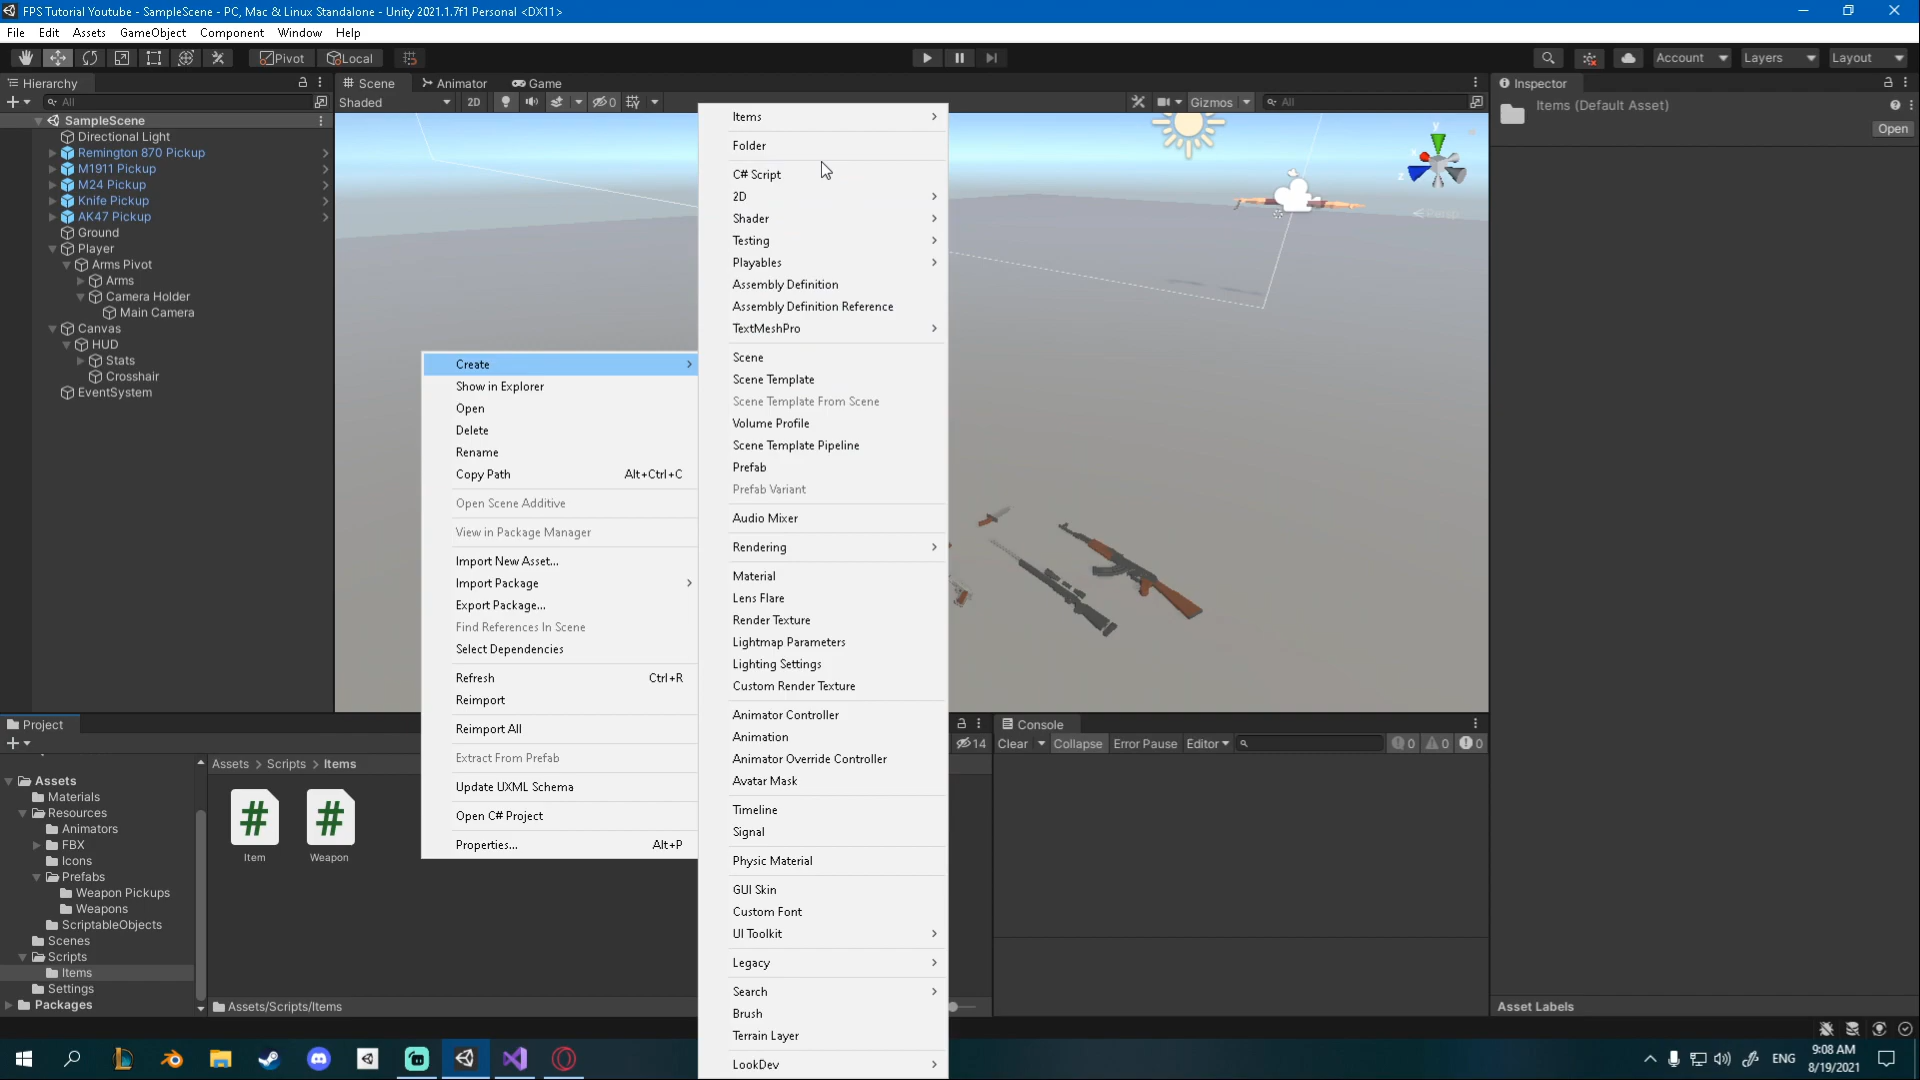 FPS Tutorial Youtube - SampleScene - PC, Mac & Linux Standalone - Unity 2021.1.7f1 Personal <DX11>
File Edit Assets GameObject Component Window Help
Pivot Local Account Layers Layout
Hierarchy
All
SampleScene
Directional Light
Remington 870 Pickup
M1911 Pickup
M24 Pickup
Knife Pickup
AK47 Pickup
Ground
Player
Arms Pivot
Arms
Camera Holder
Main Camera
Canvas
HUD
Stats
Crosshair
EventSystem
Scene Animator Game
Shaded 2D 0 Gizmos All
y
x
z
Persp
Create
Show in Explorer
Open
Delete
Rename
Copy Path Alt+Ctrl+C
Open Scene Additive
View in Package Manager
Import New Asset...
Import Package
Export Package...
Find References In Scene
Select Dependencies
Refresh Ctrl+R
Reimport
Reimport All
Extract From Prefab
Update UXML Schema
Open C# Project
Properties... Alt+P
Items
Folder
C# Script
2D
Shader
Testing
Playables
Assembly Definition
Assembly Definition Reference
TextMeshPro
Scene
Scene Template
Scene Template From Scene
Volume Profile
Scene Template Pipeline
Prefab
Prefab Variant
Audio Mixer
Rendering
Material
Lens Flare
Render Texture
Lightmap Parameters
Lighting Settings
Custom Render Texture
Animator Controller
Animation
Animator Override Controller
Avatar Mask
Timeline
Signal
Physic Material
GUI Skin
Custom Font
UI Toolkit
Legacy
Search
Brush
Terrain Layer
LookDev
Inspector
Items (Default Asset)
Open
Asset Labels
Project
14
Assets
Materials
Resources
Animators
FBX
Icons
Prefabs
Weapon Pickups
Weapons
ScriptableObjects
Scenes
Scripts
Items
Settings
Packages
Assets > Scripts > Items
#
Item
#
Weapon
Assets/Scripts/Items
Console
Clear Collapse Error Pause Editor 0 0 0
ENG
9:08 AM
8/19/2021